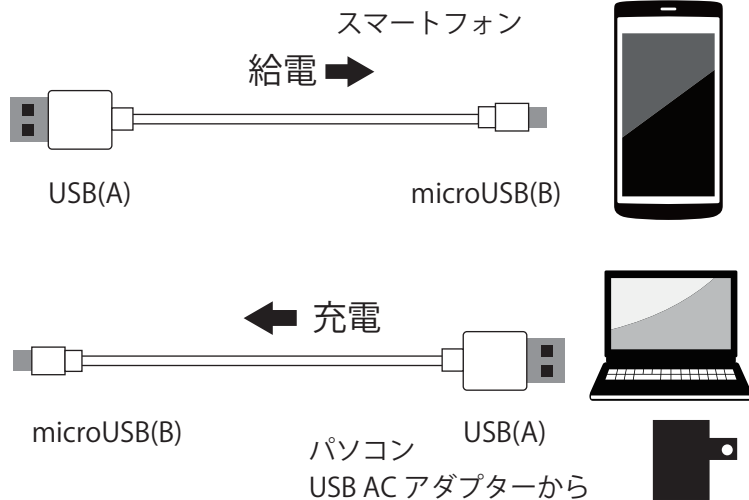 スマートフォン
給電
USB(A)
microUSB(B)
充電
microUSB(B)
USB(A)
パソコン
USB AC アダプターから